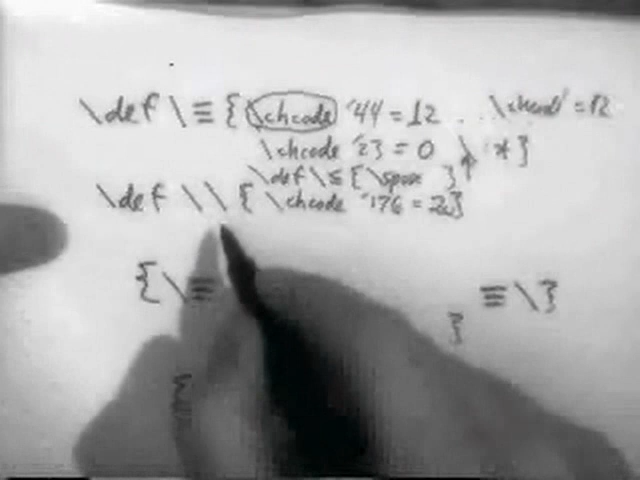 \def \≡ { \chcode '44 = 12 .. \chcode' = 12
\chcode '23 = 0 \ *}
\def \≤ { \space }
\def \\ { \chcode '176 = 2}
{ \≡ ≡ \ }